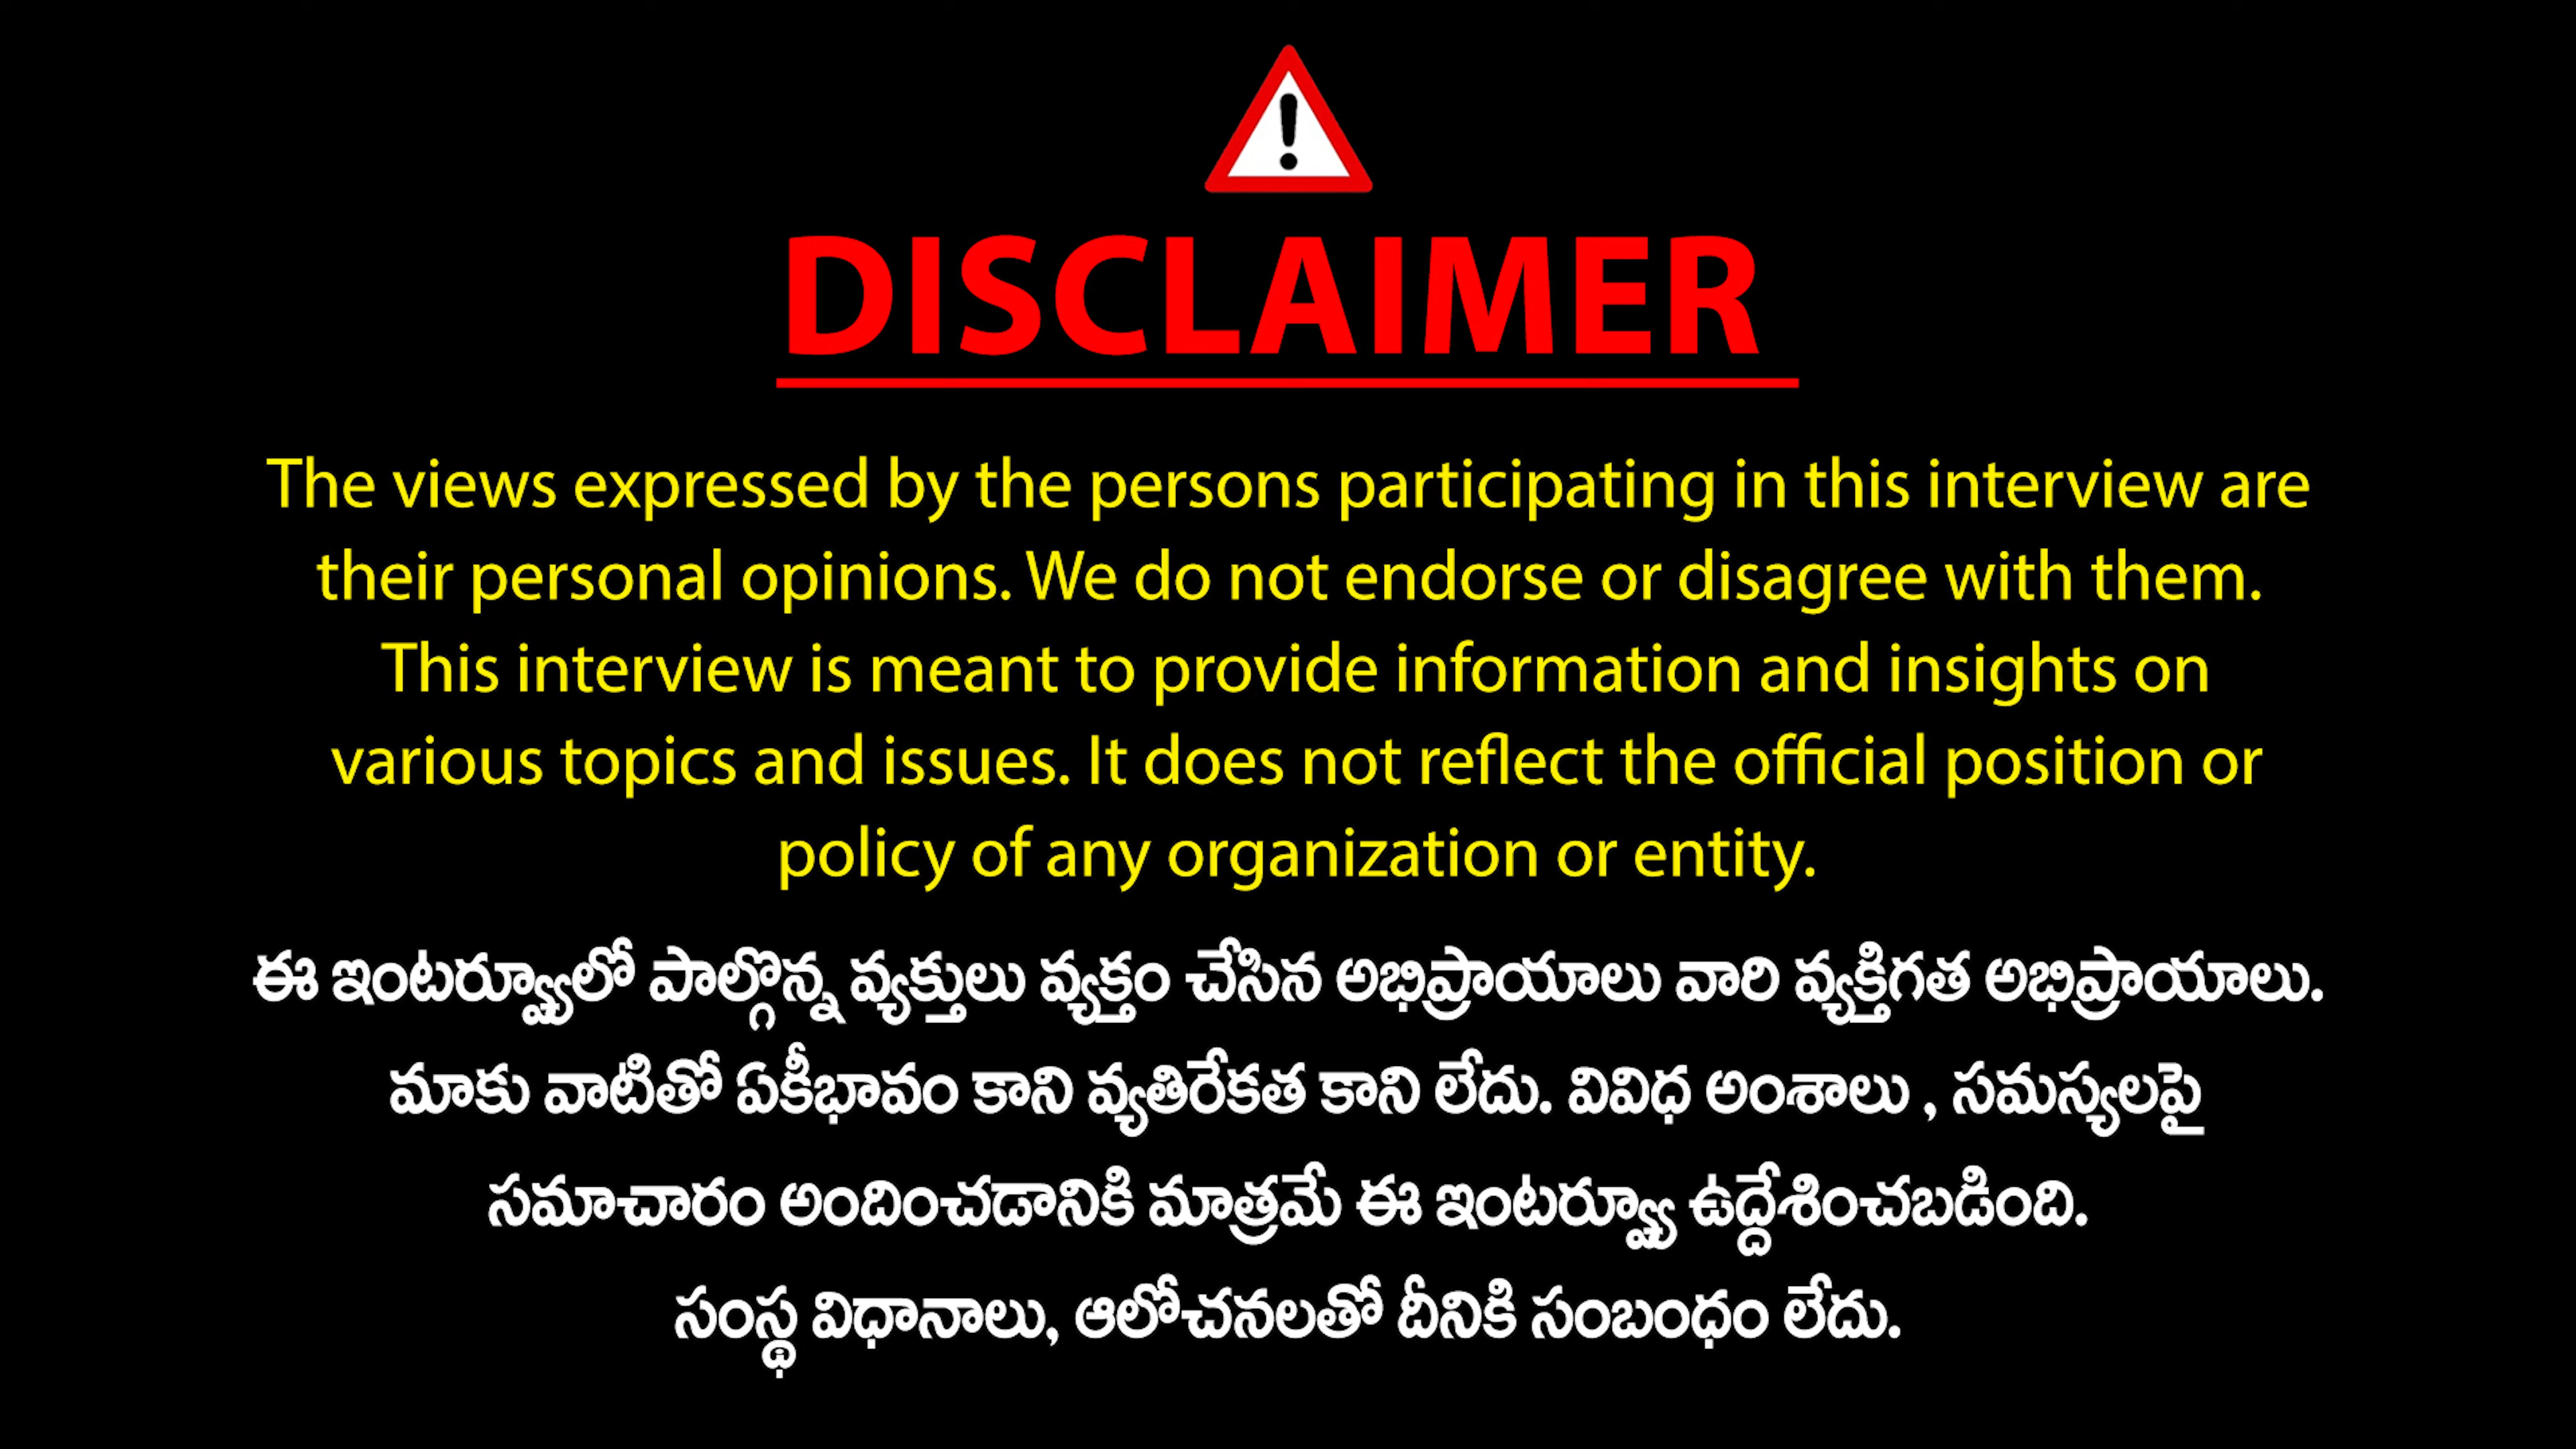 DISCLAIMER
The views expressed by the persons participating in this interview are
their personal opinions. We do not endorse or disagree with them.
This interview is meant to provide information and insights on
various topics and issues. It does not reflect the official position or
policy of any organization or entity.
ఈ ఇంటర్వ్యూలో పాల్గొన్న వ్యక్తులు వ్యక్తం చేసిన అభిప్రాయాలు వారి వ్యక్తిగత అభిప్రాయాలు.
మాకు వాటితో ఏకీభావం కాని వ్యతిరేకత కాని లేదు. వివిధ అంశాలు , సమస్యలపై
సమాచారం అందించడానికి మాత్రమే ఈ ఇంటర్వ్యూ ఉద్దేశించబడింది.
సంస్థ విధానాలు, ఆలోచనలతో దీనికి సంబంధం లేదు.